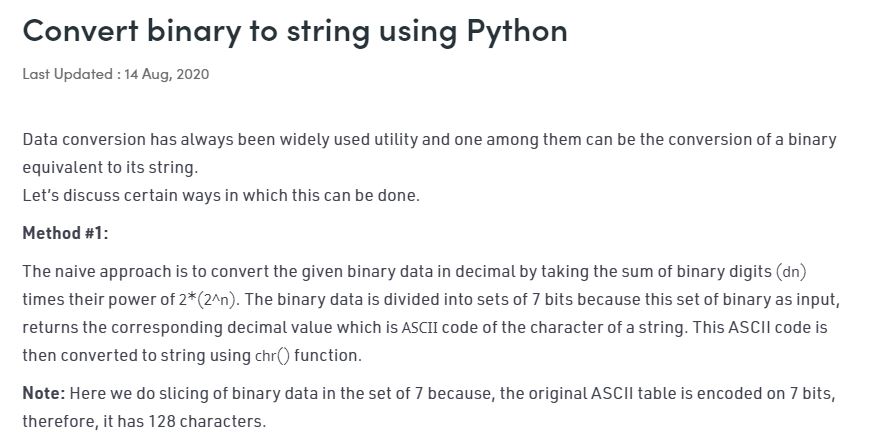 Convert binary to string using Python
Last Updated : 14 Aug, 2020
Data conversion has always been widely used utility and one among them can be the conversion of a binary
equivalent to its string.
Let’s discuss certain ways in which this can be done.
Method #1:
The naive approach is to convert the given binary data in decimal by taking the sum of binary digits (dn)
times their power of 2*(2^n). The binary data is divided into sets of 7 bits because this set of binary as input,
returns the corresponding decimal value which is ASCII code of the character of a string. This ASCII code is
then converted to string using chr() function.
Note: Here we do slicing of binary data in the set of 7 because, the original ASCII table is encoded on 7 bits,
therefore, it has 128 characters.